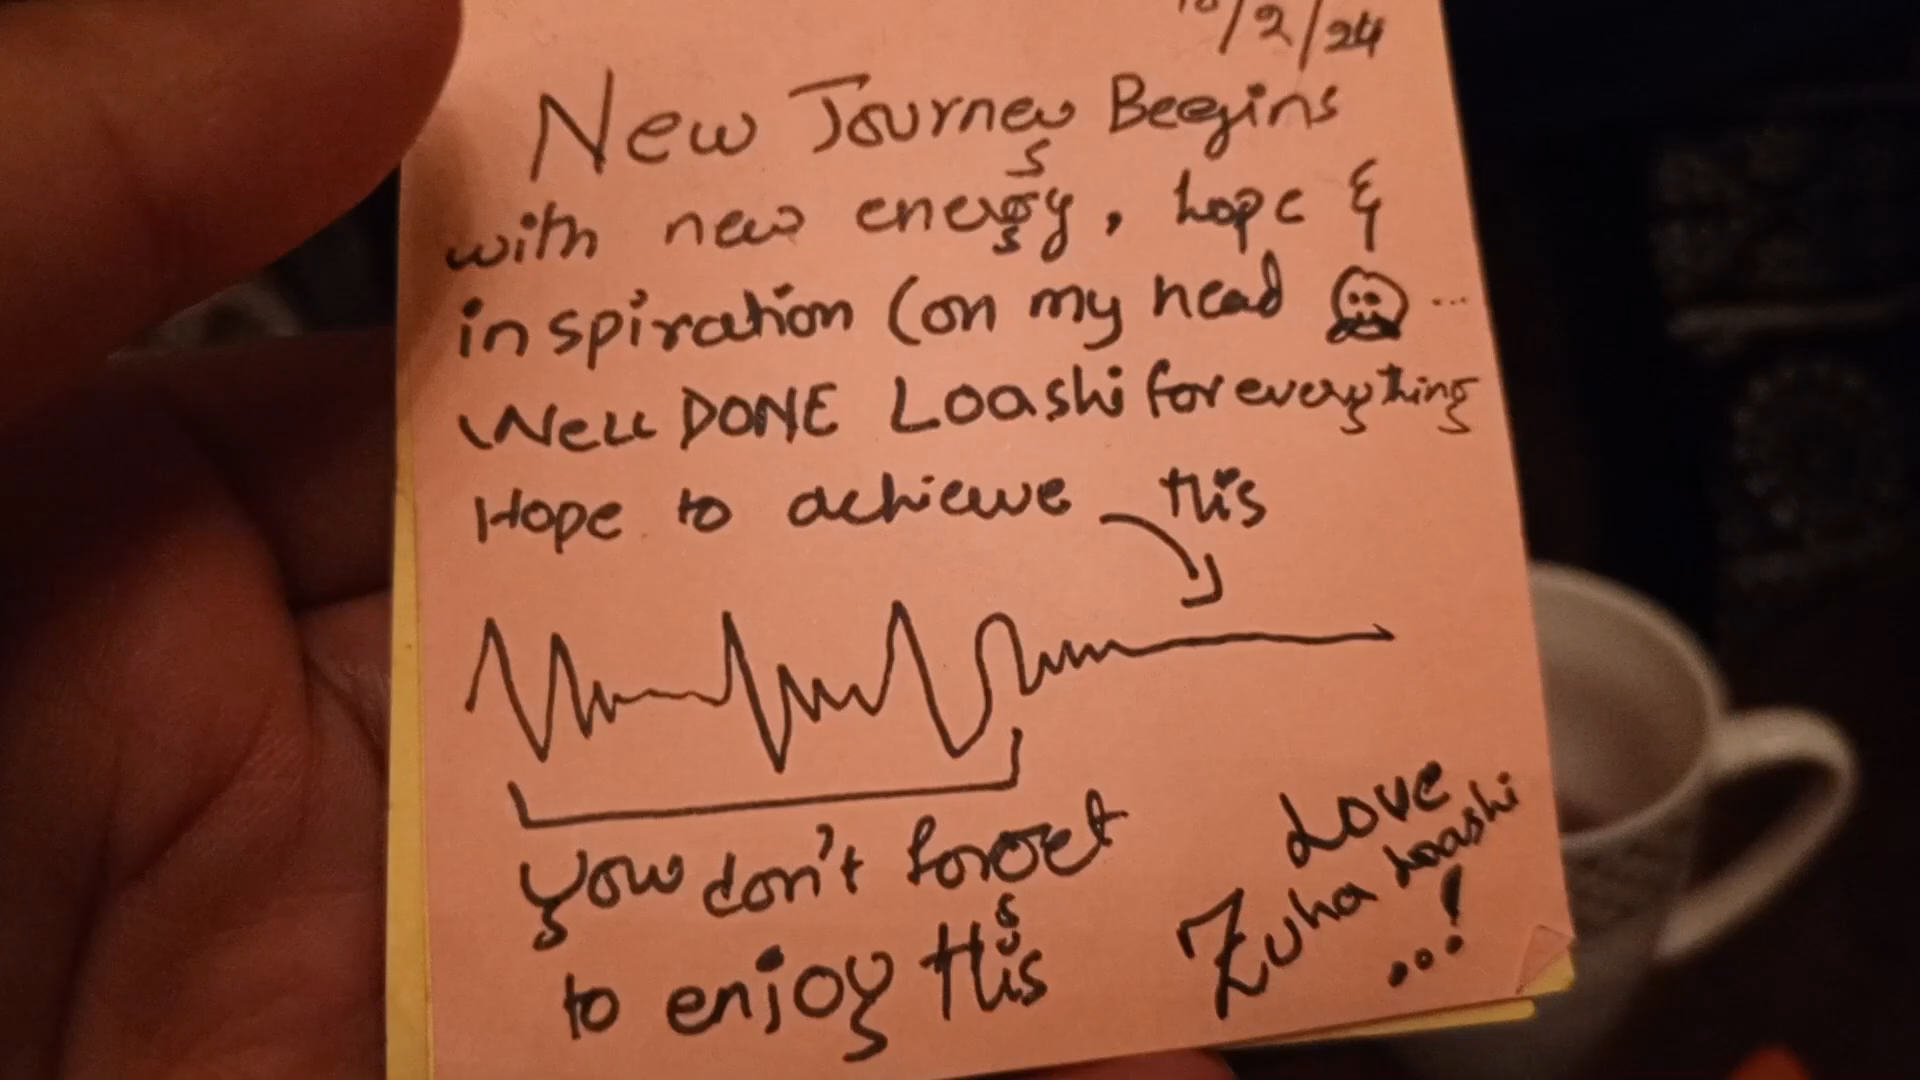 /2/24
New Journey Beegins
with new energy, hope &
inspiration (on my head ...
Well DONE Loashi for everything
Hope to achieve this
you don't forget
to enjoy this
Love
Zuha Loashi
...!